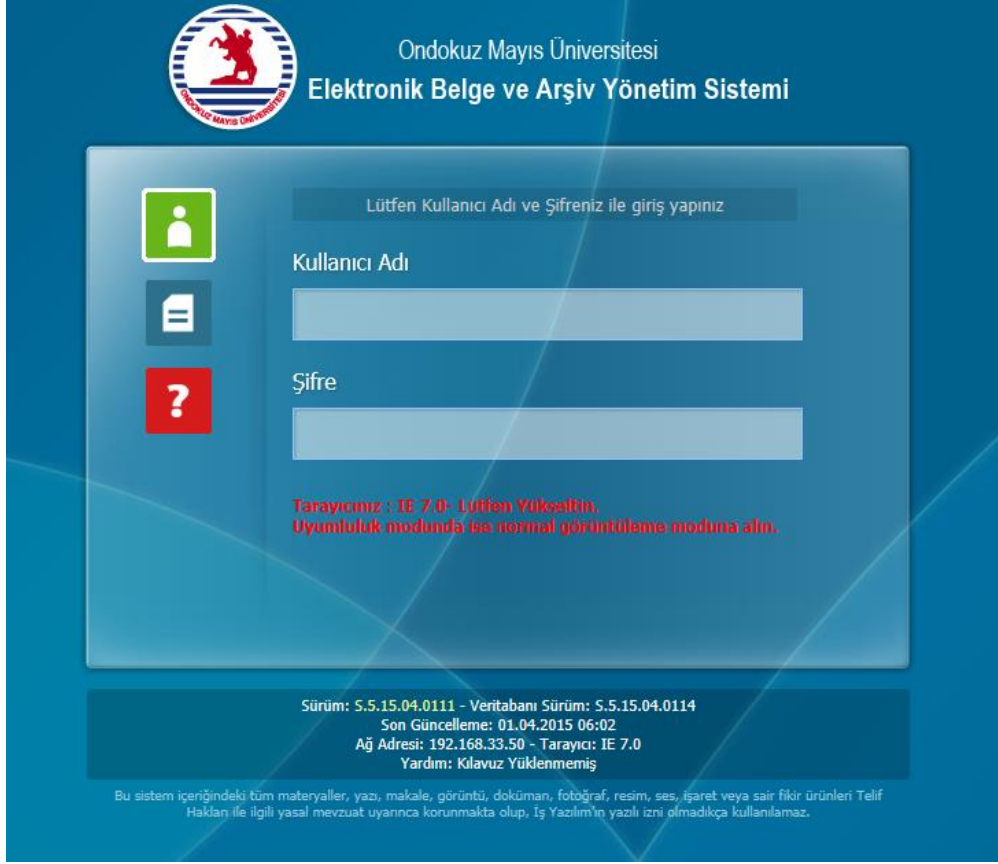 Ondokuz Mayıs Üniversitesi
Elektronik Belge ve Arşiv Yönetim Sistemi
ONDOKUZ MAYIS ÜNİVERSİTESİ
Lütfen Kullanıcı Adı ve Şifreniz ile giriş yapınız
Kullanıcı Adı
?
Şifre
Tarayıcınız : IE 7.0- Lütfen Yükseltin.
Uyumluluk modunda ise normal görüntüleme moduna alın.
Sürüm: S.5.15.04.0111 - Veritabanı Sürüm: S.5.15.04.0114
Son Güncelleme: 01.04.2015 06:02
Ağ Adresi: 192.168.33.50 - Tarayıcı: IE 7.0
Yardım: Kılavuz Yüklenmemiş
Bu sistem içeriğindeki tüm materyaller, yazı, makale, görüntü, doküman, fotoğraf, resim, ses, işaret veya sair fikir ürünleri Telif
Hakları ile ilgili yasal mevzuat uyarınca korunmakta olup, İş Yazılım'ın yazılı izni olmadıkça kullanılamaz.